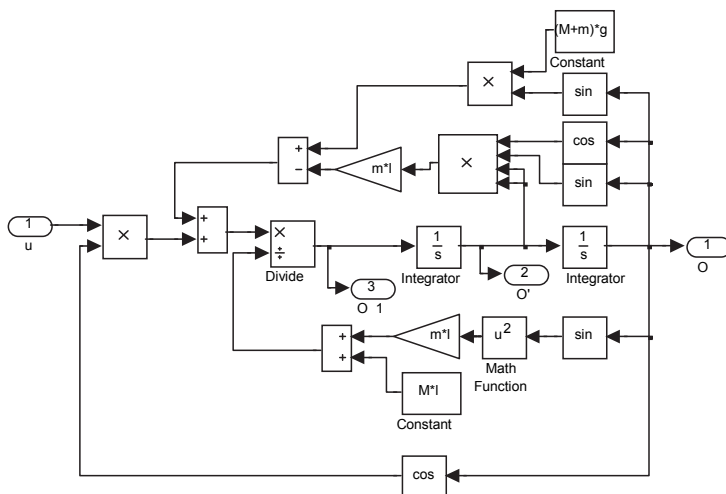 (M+m)*g
Constant
×
sin
+
−
m*l
×
cos
sin
1
u
×
+
+
×
÷
Divide
1
s
Integrator
1
s
Integrator
1
O
3
O 1
2
O'
+
+
m*l
u²
Math
Function
sin
M*l
Constant
cos